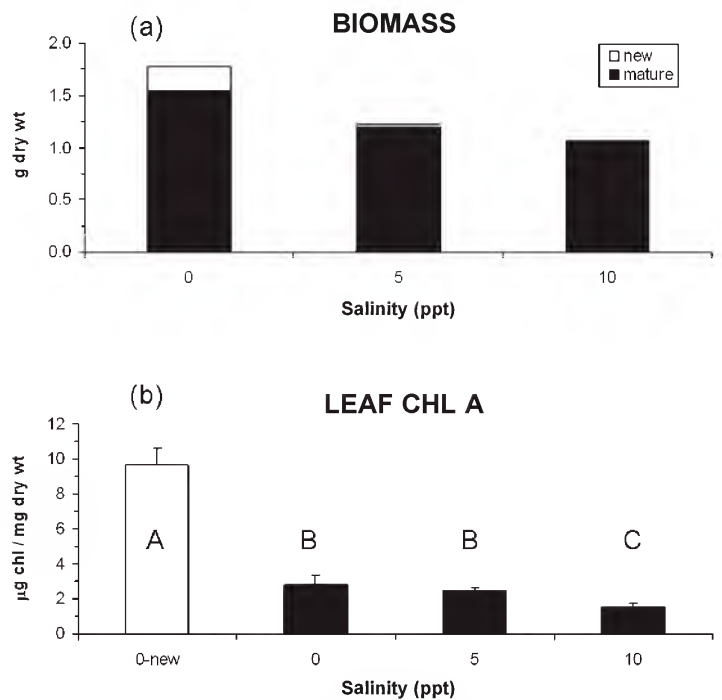 (a) BIOMASS
new
mature
g dry wt
2.0
1.5
1.0
0.5
0.0
0 5 10
Salinity (ppt)
(b) LEAF CHL A
µg chl / mg dry wt
12
10
8
6
4
2
0
A B B C
0-new 0 5 10
Salinity (ppt)